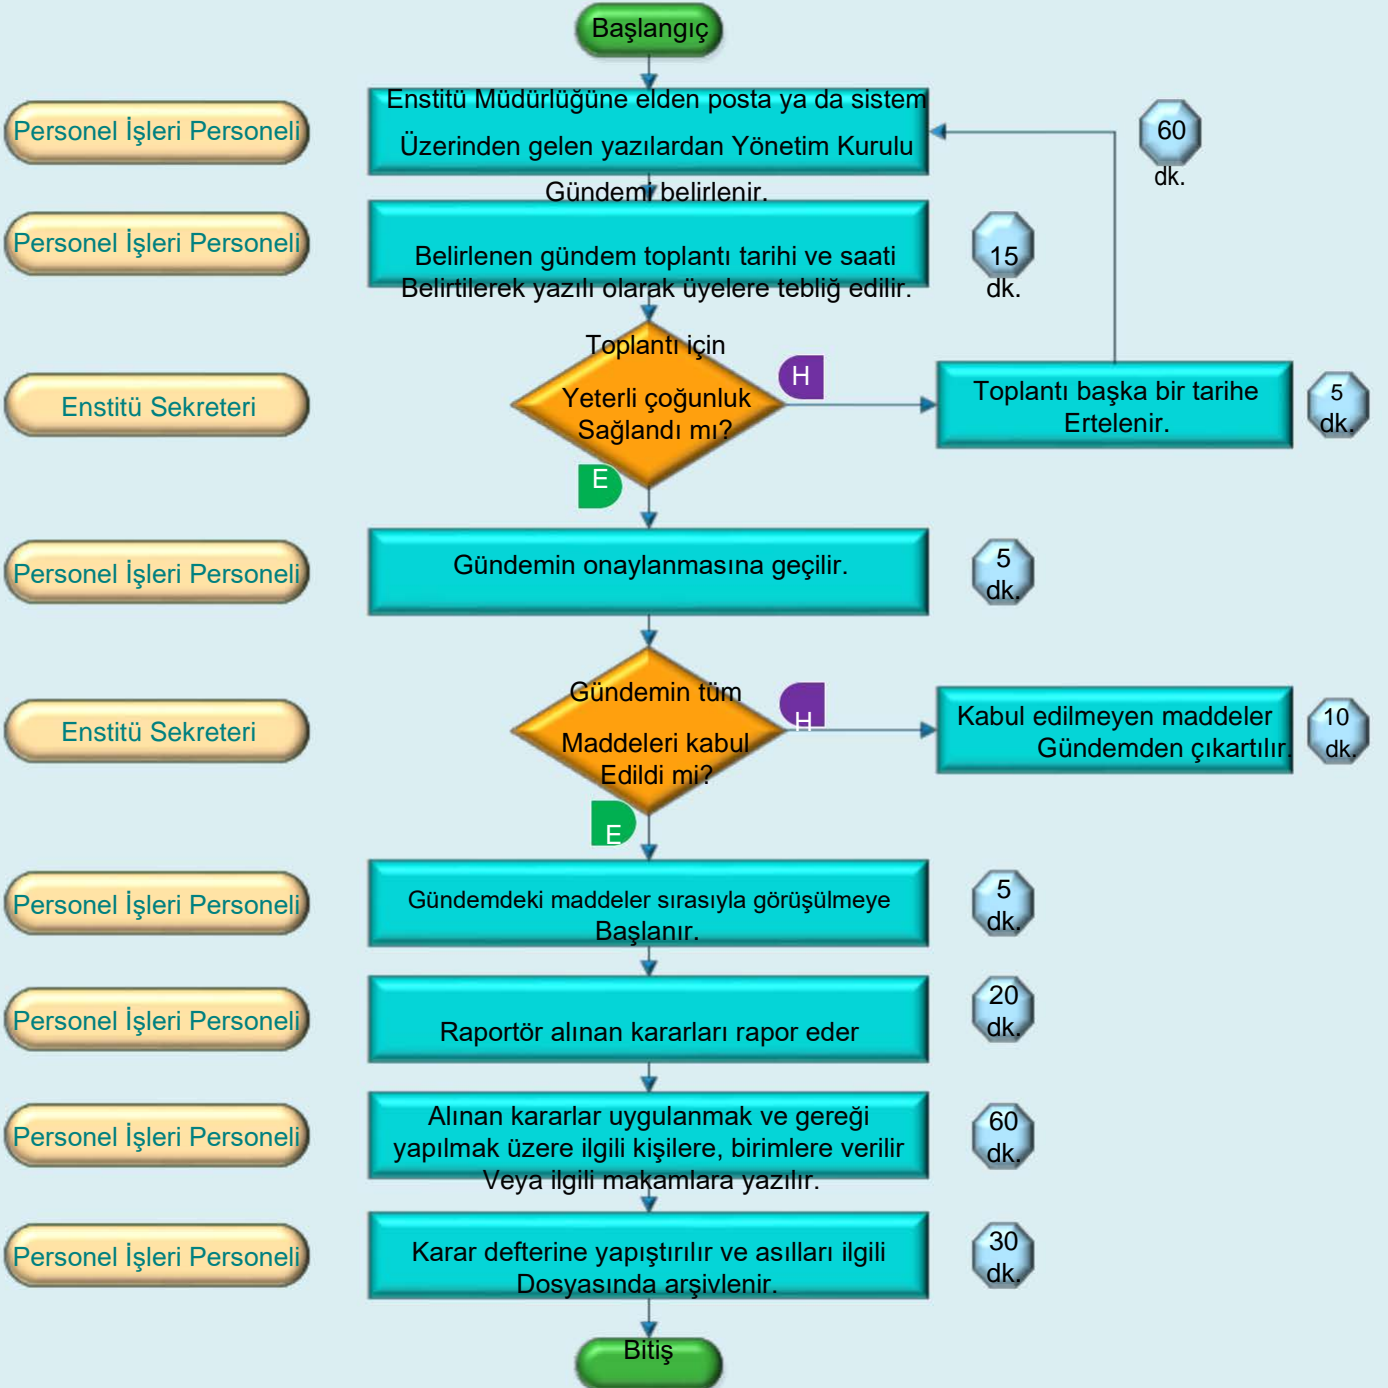 Başlangıç
Personel İşleri Personeli
Enstitü Müdürlüğüne elden posta ya da sistem
Üzerinden gelen yazılardan Yönetim Kurulu
Gündemi belirlenir.
60
dk.
Personel İşleri Personeli
Belirlenen gündem toplantı tarihi ve saati
Belirtilerek yazılı olarak üyelere tebliğ edilir.
15
dk.
Enstitü Sekreteri
Toplantı için
Yeterli çoğunluk
Sağlandı mı?
H
Toplantı başka bir tarihe
Ertelenir.
5
dk.
E
Personel İşleri Personeli
Gündemin onaylanmasına geçilir.
5
dk.
Enstitü Sekreteri
Gündemin tüm
Maddeleri kabul
Edildi mi?
H
Kabul edilmeyen maddeler
Gündemden çıkartılır.
10
dk.
E
Personel İşleri Personeli
Gündemdeki maddeler sırasıyla görüşülmeye
Başlanır.
5
dk.
Personel İşleri Personeli
Raportör alınan kararları rapor eder
20
dk.
Personel İşleri Personeli
Alınan kararlar uygulanmak ve gereği
yapılmak üzere ilgili kişilere, birimlere verilir
Veya ilgili makamlara yazılır.
60
dk.
Personel İşleri Personeli
Karar defterine yapıştırılır ve asılları ilgili
Dosyasında arşivlenir.
30
dk.
Bitiş